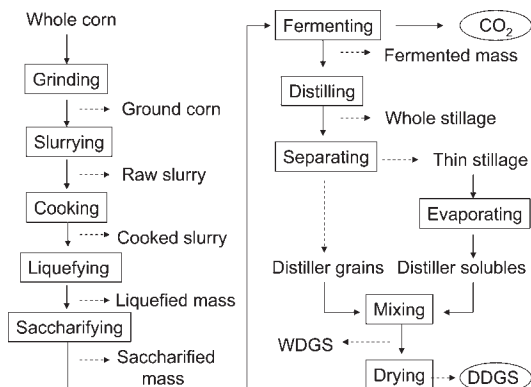 Whole corn
Grinding
Ground corn
Slurrying
Raw slurry
Cooking
Cooked slurry
Liquefying
Liquefied mass
Saccharifying
Saccharified
mass
Fermenting
CO₂
Fermented mass
Distilling
Whole stillage
Separating
Thin stillage
Evaporating
Distiller grains
Distiller solubles
Mixing
WDGS
Drying
DDGS